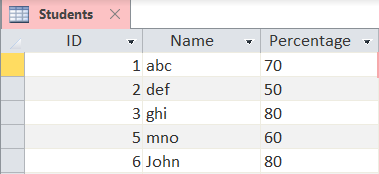 Students
ID Name Percentage
1 abc 70
2 def 50
3 ghi 80
5 mno 60
6 John 80